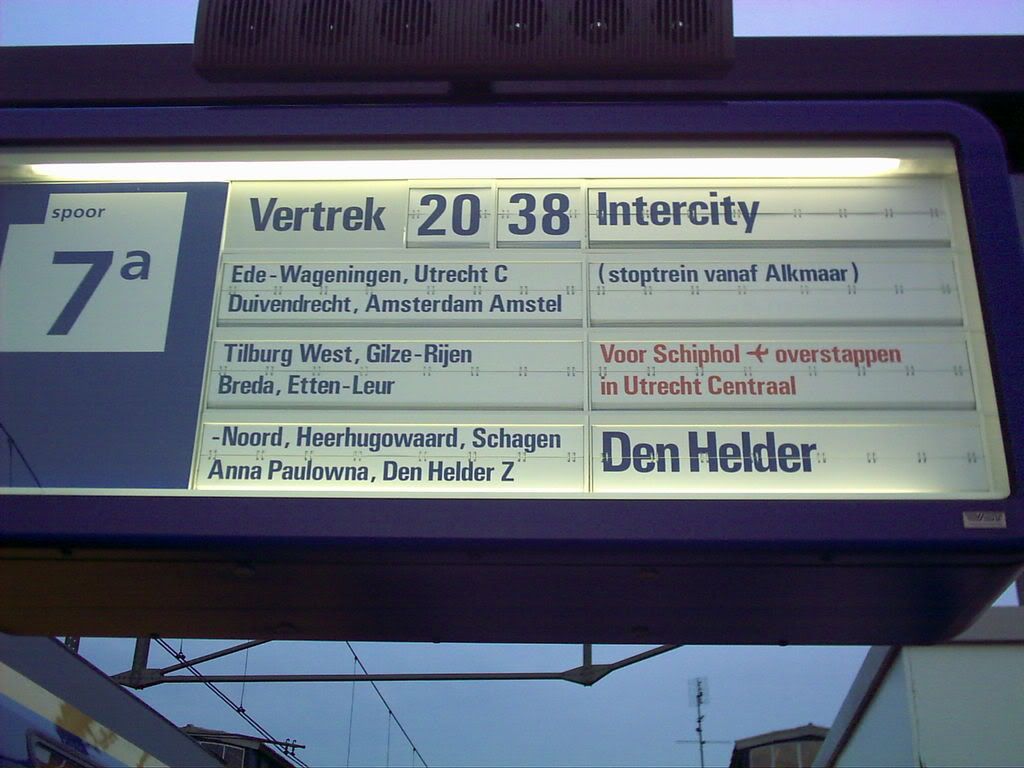 spoor
7a
Vertrek 20 38 Intercity
Ede-Wageningen, Utrecht C
Duivendrecht, Amsterdam Amstel
(stoptrein vanaf Alkmaar)
Tilburg West, Gilze-Rijen
Breda, Etten-Leur
Voor Schiphol overstappen
in Utrecht Centraal
-Noord, Heerhugowaard, Schagen
Anna Paulowna, Den Helder Z
Den Helder